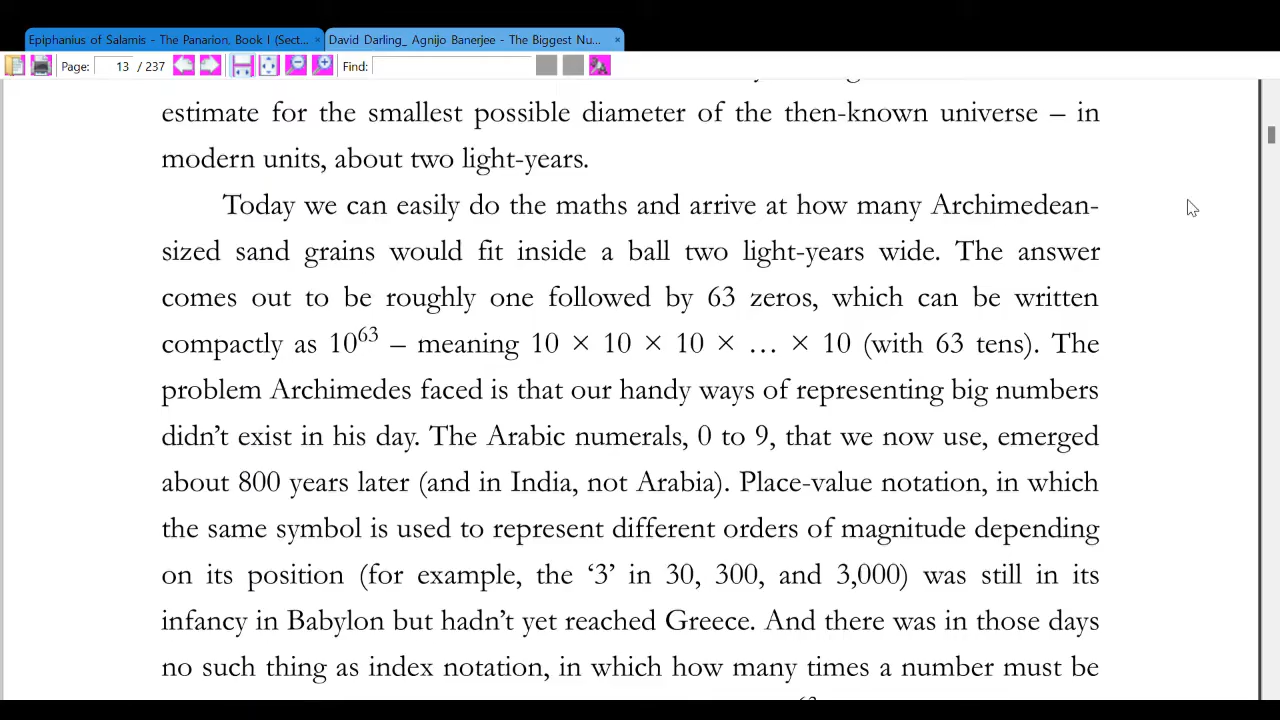 Epiphanius of Salamis - The Panarion, Book I (Sect... ×
David Darling_ Agnijo Banerjee - The Biggest Nu... ×
Page: 13 / 237 Find:
estimate for the smallest possible diameter of the then-known universe – in
modern units, about two light-years.
Today we can easily do the maths and arrive at how many Archimedean-
sized sand grains would fit inside a ball two light-years wide. The answer
comes out to be roughly one followed by 63 zeros, which can be written
compactly as 10⁶³ – meaning 10 × 10 × 10 × … × 10 (with 63 tens). The
problem Archimedes faced is that our handy ways of representing big numbers
didn’t exist in his day. The Arabic numerals, 0 to 9, that we now use, emerged
about 800 years later (and in India, not Arabia). Place-value notation, in which
the same symbol is used to represent different orders of magnitude depending
on its position (for example, the ‘3’ in 30, 300, and 3,000) was still in its
infancy in Babylon but hadn’t yet reached Greece. And there was in those days
no such thing as index notation, in which how many times a number must be